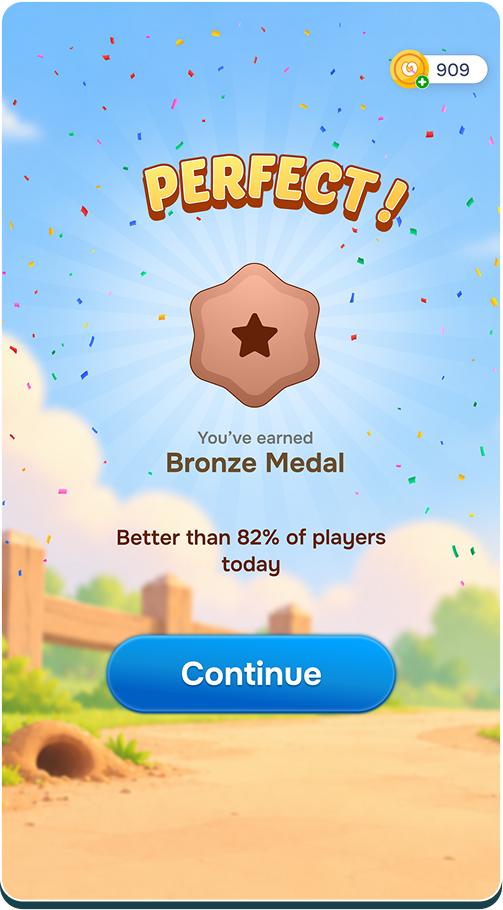 909
PERFECT!
You’ve earned
Bronze Medal
Better than 82% of players
today
Continue